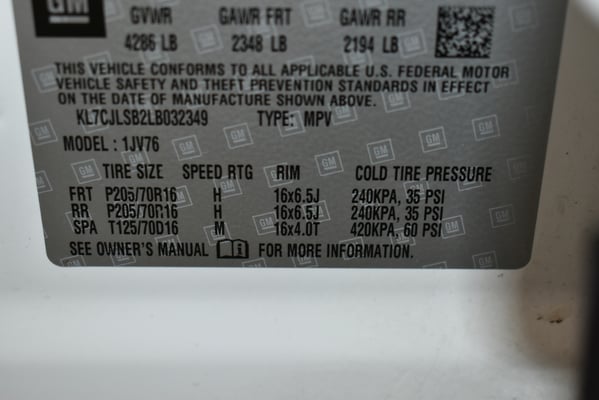 GM
GVWR GAWR FRT GAWR RR
4286 LB 2348 LB 2194 LB
THIS VEHICLE CONFORMS TO ALL APPLICABLE U.S. FEDERAL MOTOR
VEHICLE SAFETY AND THEFT PREVENTION STANDARDS IN EFFECT
ON THE DATE OF MANUFACTURE SHOWN ABOVE.
KL7CJLSB2LB032349 TYPE: MPV
MODEL : 1JV76
TIRE SIZE SPEED RTG RIM COLD TIRE PRESSURE
FRT P205/70R16 H 16x6.5J 240KPA, 35 PSI
RR P205/70R16 H 16x6.5J 240KPA, 35 PSI
SPA T125/70D16 M 16x4.0T 420KPA, 60 PSI
SEE OWNER'S MANUAL FOR MORE INFORMATION.